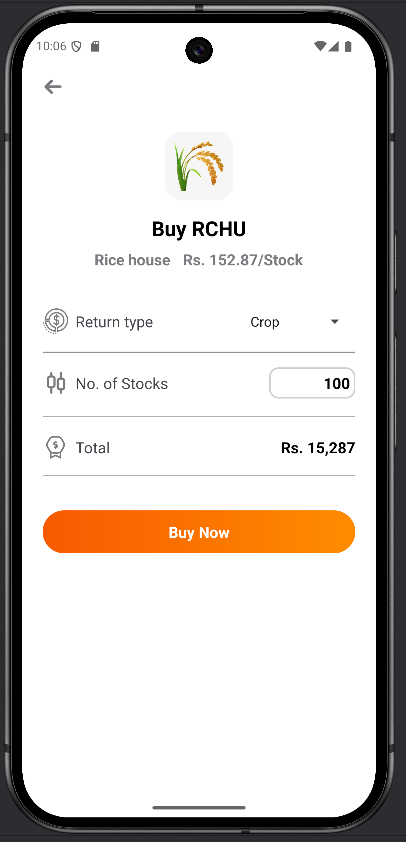 10:06
Buy RCHU
Rice house Rs. 152.87/Stock
Return type Crop
No. of Stocks 100
Total Rs. 15,287
Buy Now